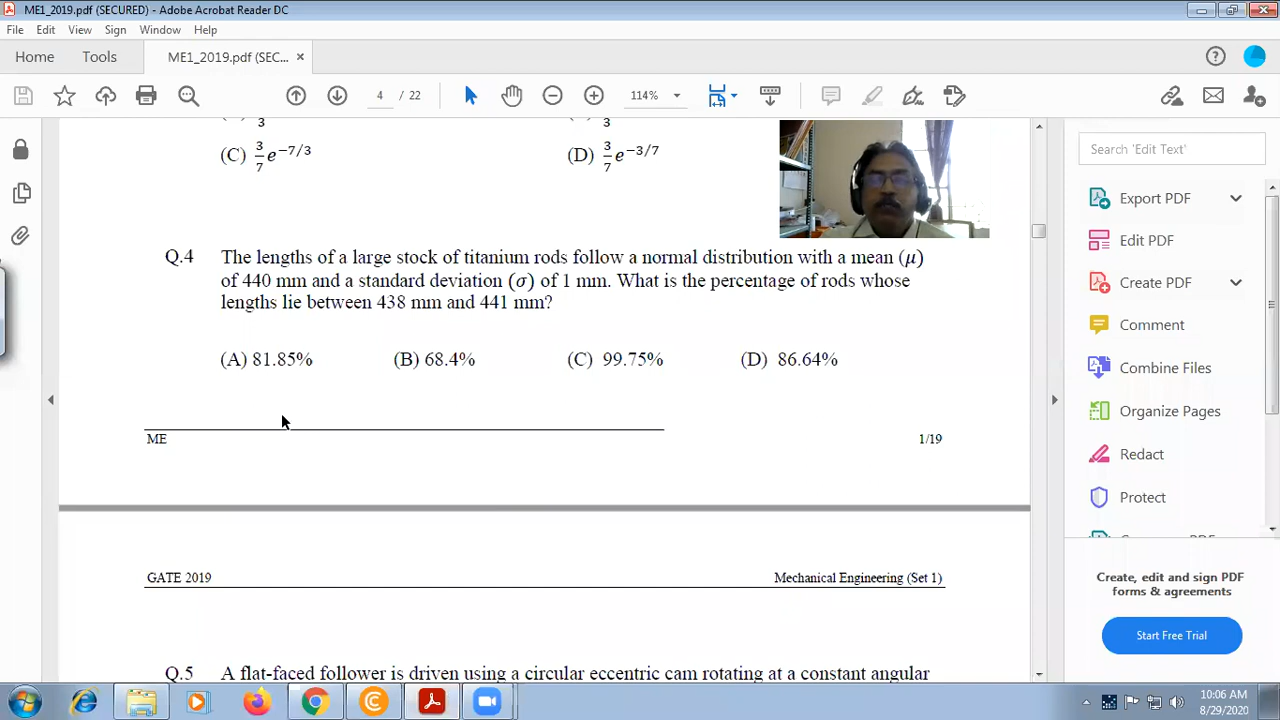 ME1_2019.pdf (SECURED) - Adobe Acrobat Reader DC
File Edit View Sign Window Help
Home Tools ME1_2019.pdf (SEC... ×
4 / 22 114%
3 3
(C) 3/7 e^{-7/3} (D) 3/7 e^{-3/7}
Q.4 The lengths of a large stock of titanium rods follow a normal distribution with a mean (μ)
of 440 mm and a standard deviation (σ) of 1 mm. What is the percentage of rods whose
lengths lie between 438 mm and 441 mm?
(A) 81.85% (B) 68.4% (C) 99.75% (D) 86.64%
ME 1/19
GATE 2019 Mechanical Engineering (Set 1)
Q.5 A flat-faced follower is driven using a circular eccentric cam rotating at a constant angular
Search 'Edit Text'
Export PDF
Edit PDF
Create PDF
Comment
Combine Files
Organize Pages
Redact
Protect
Create, edit and sign PDF
forms & agreements
Start Free Trial
10:06 AM
8/29/2020